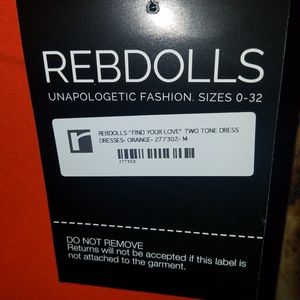 REBDOLLS
UNAPOLOGETIC FASHION. SIZES 0-32
r
REBDOLLS "FIND YOUR LOVE" TWO TONE DRESS
DRESSES- ORANGE- 277302- M
277302
DO NOT REMOVE
Returns will not be accepted if this label is
not attached to the garment.